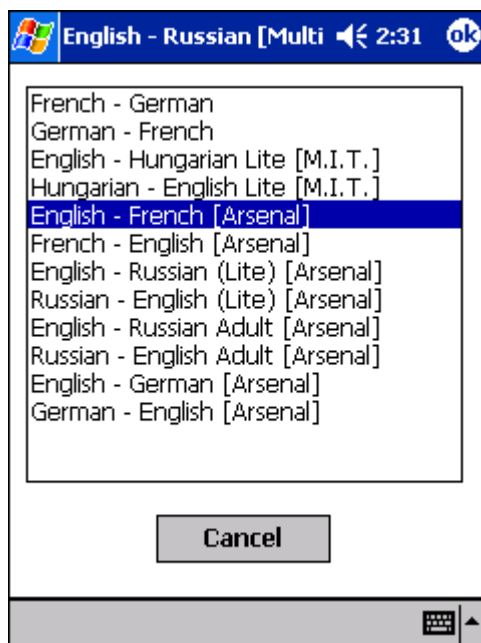 English - Russian [Multi 2:31 ok
French - German
German - French
English - Hungarian Lite [M.I.T.]
Hungarian - English Lite [M.I.T.]
English - French [Arsenal]
French - English [Arsenal]
English - Russian (Lite) [Arsenal]
Russian - English (Lite) [Arsenal]
English - Russian Adult [Arsenal]
Russian - English Adult [Arsenal]
English - German [Arsenal]
German - English [Arsenal]
Cancel